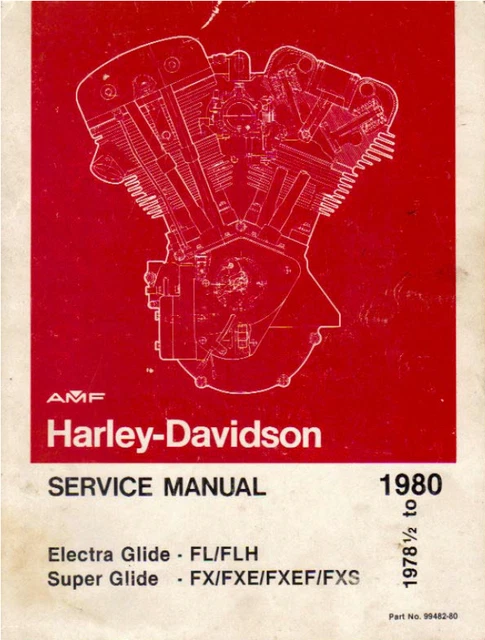 AMF
Harley-Davidson
SERVICE MANUAL
1978½ to 1980
Electra Glide - FL/FLH
Super Glide - FX/FXE/FXEF/FXS
Part No. 99482-80